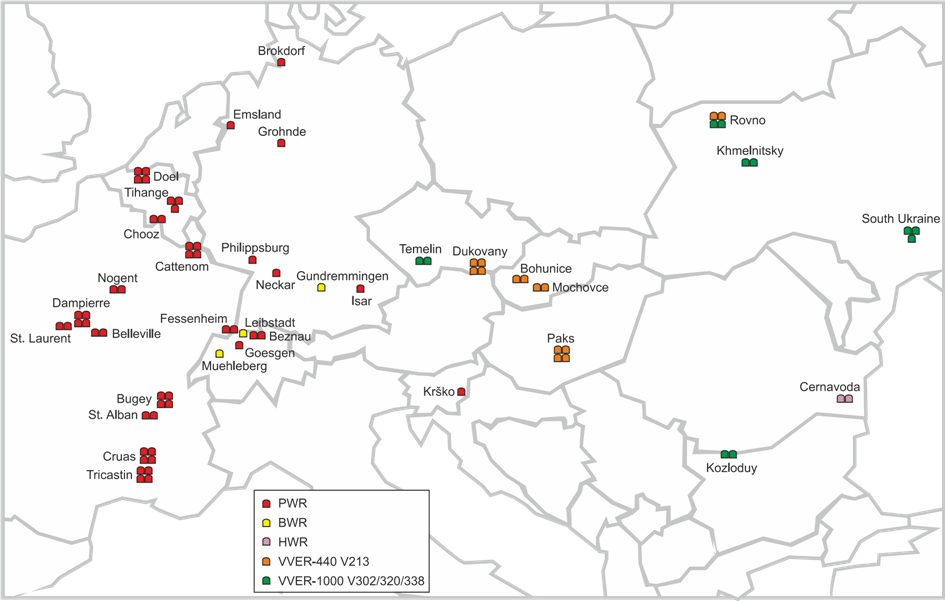 Brokdorf
Emsland
Grohnde
Rovno
Khmelnitsky
Doel
Tihange
Chooz
South Ukraine
Cattenom
Philippsburg
Neckar
Temelin
Dukovany
Bohunice
Mochovce
Nogent
Gundremmingen
Isar
Dampierre
St. Laurent
Belleville
Fessenheim
Leibstadt
Beznau
Goesgen
Muehleberg
Paks
Krško
Cernavoda
Bugey
St. Alban
Cruas
Tricastin
Kozloduy
PWR
BWR
HWR
VVER-440 V213
VVER-1000 V302/320/338